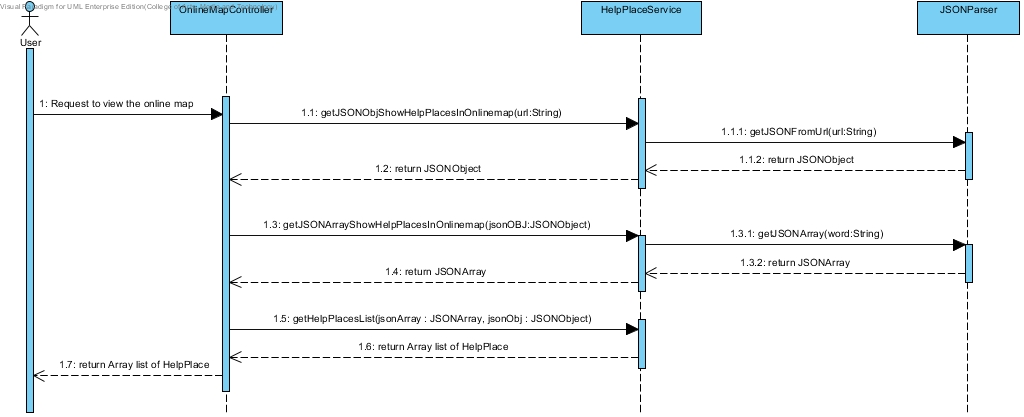 Visual Paradigm for UML Enterprise Edition(College of
OnlineMapController
HelpPlaceService
JSONParser
User
1: Request to view the online map
1.1: getJSONObjShowHelpPlacesInOnlinemap(url:String)
1.1.1: getJSONFromUrl(url:String)
1.1.2: return JSONObject
1.2: return JSONObject
1.3: getJSONArrayShowHelpPlacesInOnlinemap(jsonOBJ:JSONObject)
1.3.1: getJSONArray(word:String)
1.3.2: return JSONArray
1.4: return JSONArray
1.5: getHelpPlacesList(jsonArray : JSONArray, jsonObj : JSONObject)
1.6: return Array list of HelpPlace
1.7: return Array list of HelpPlace